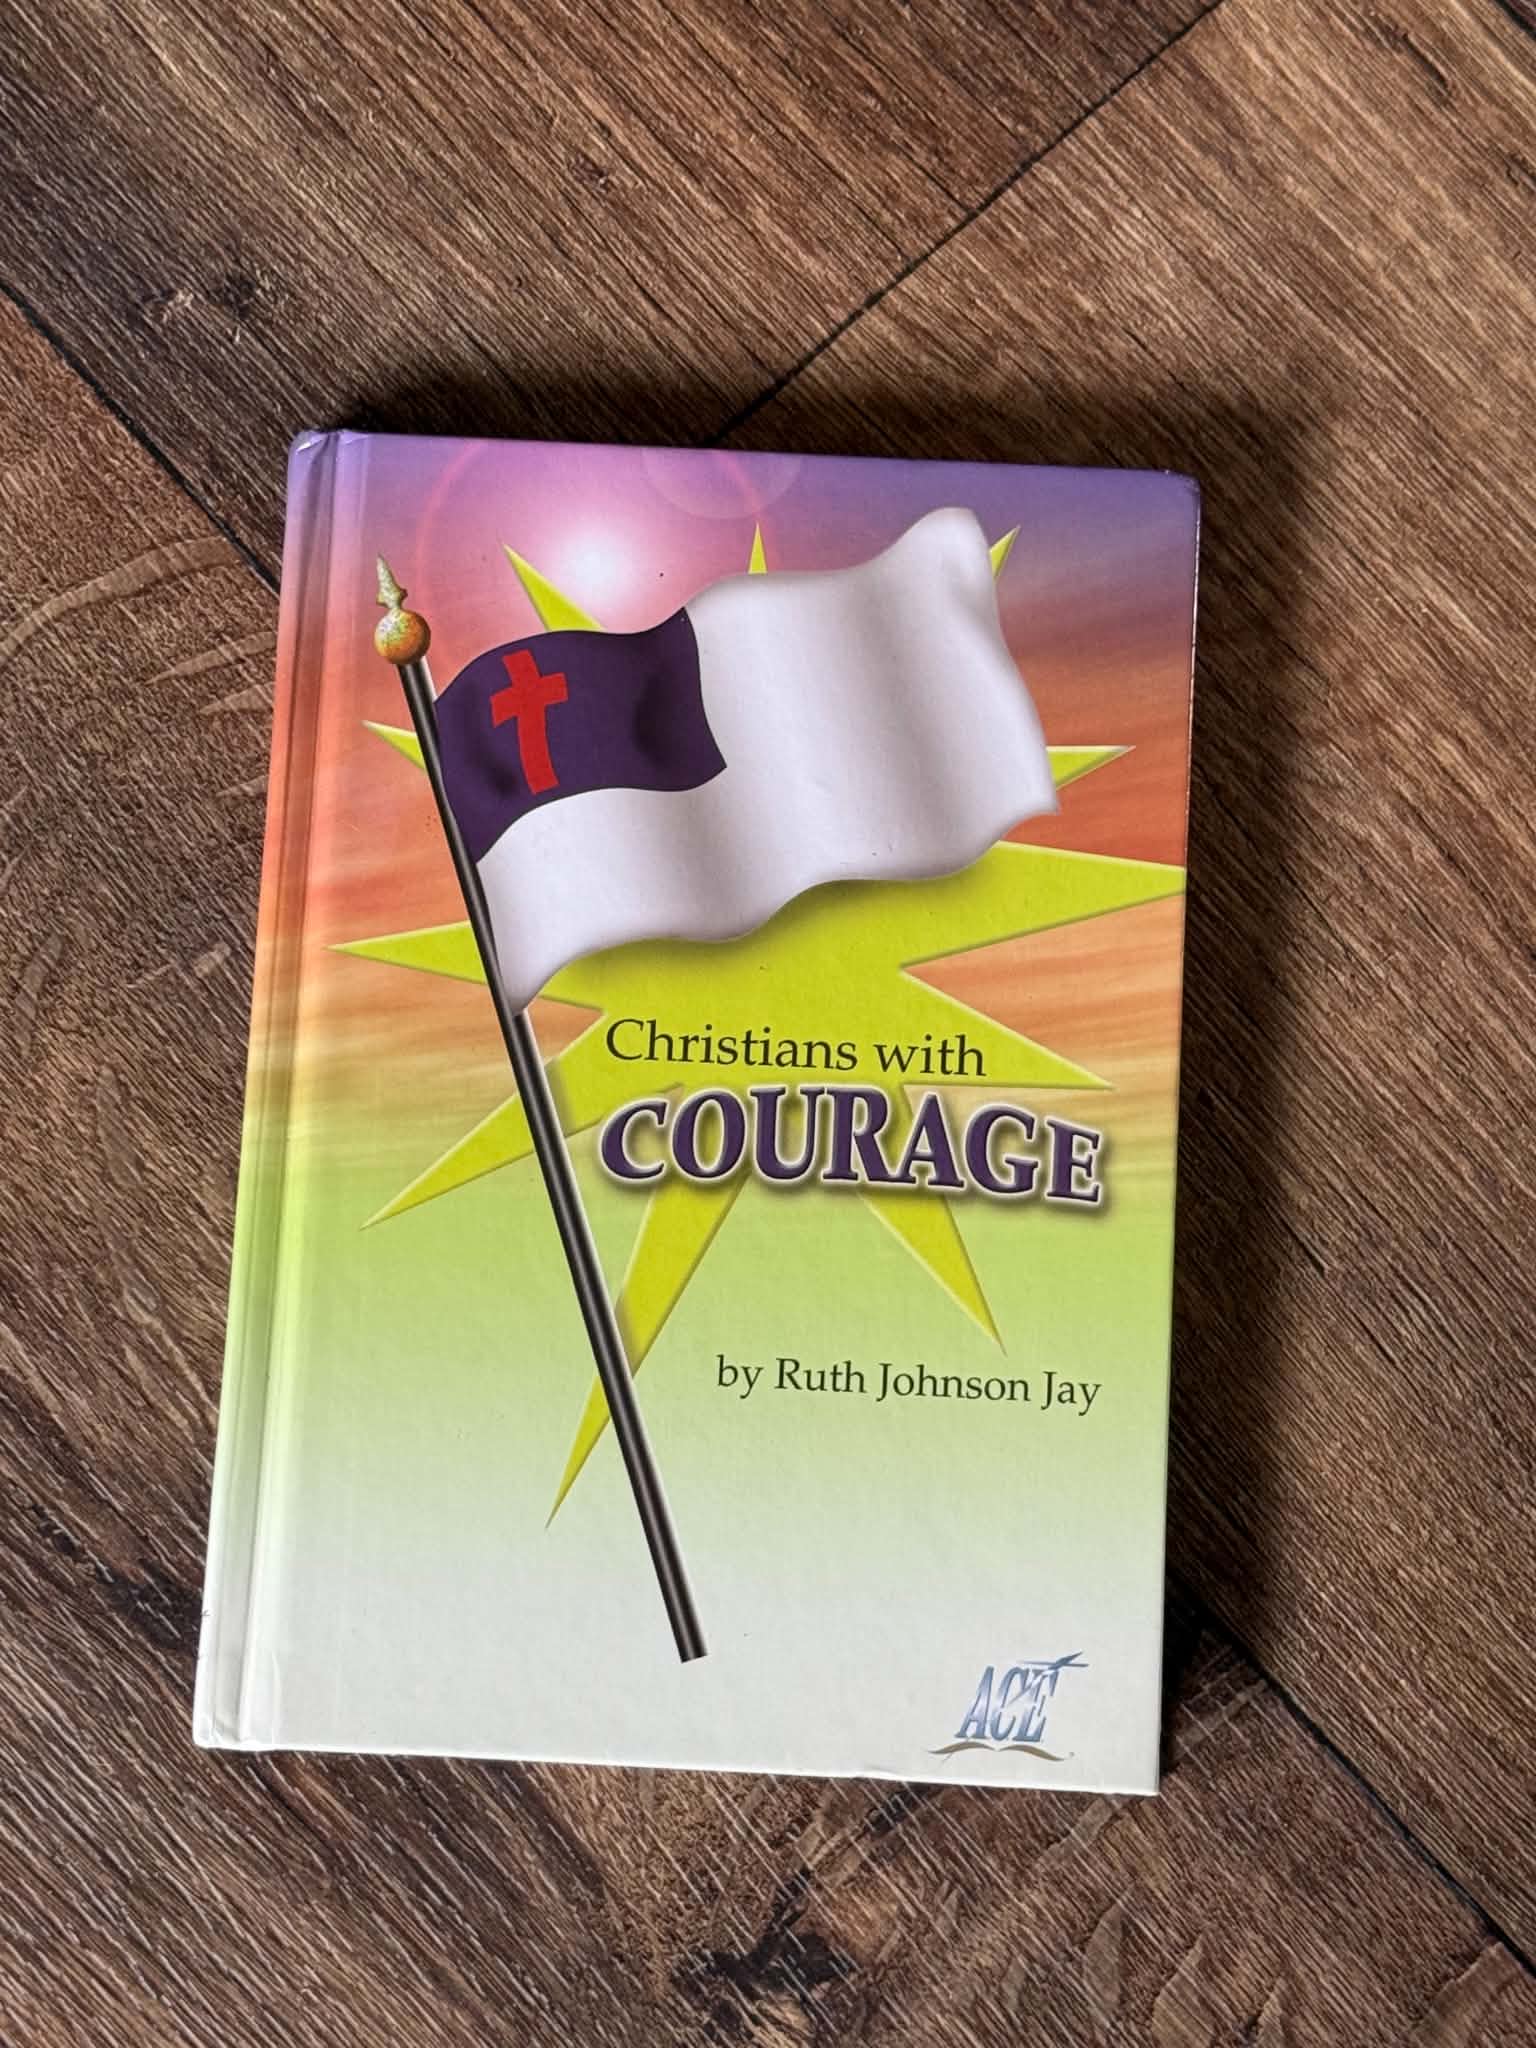 Christians with
COURAGE
by Ruth Johnson Jay
ACE